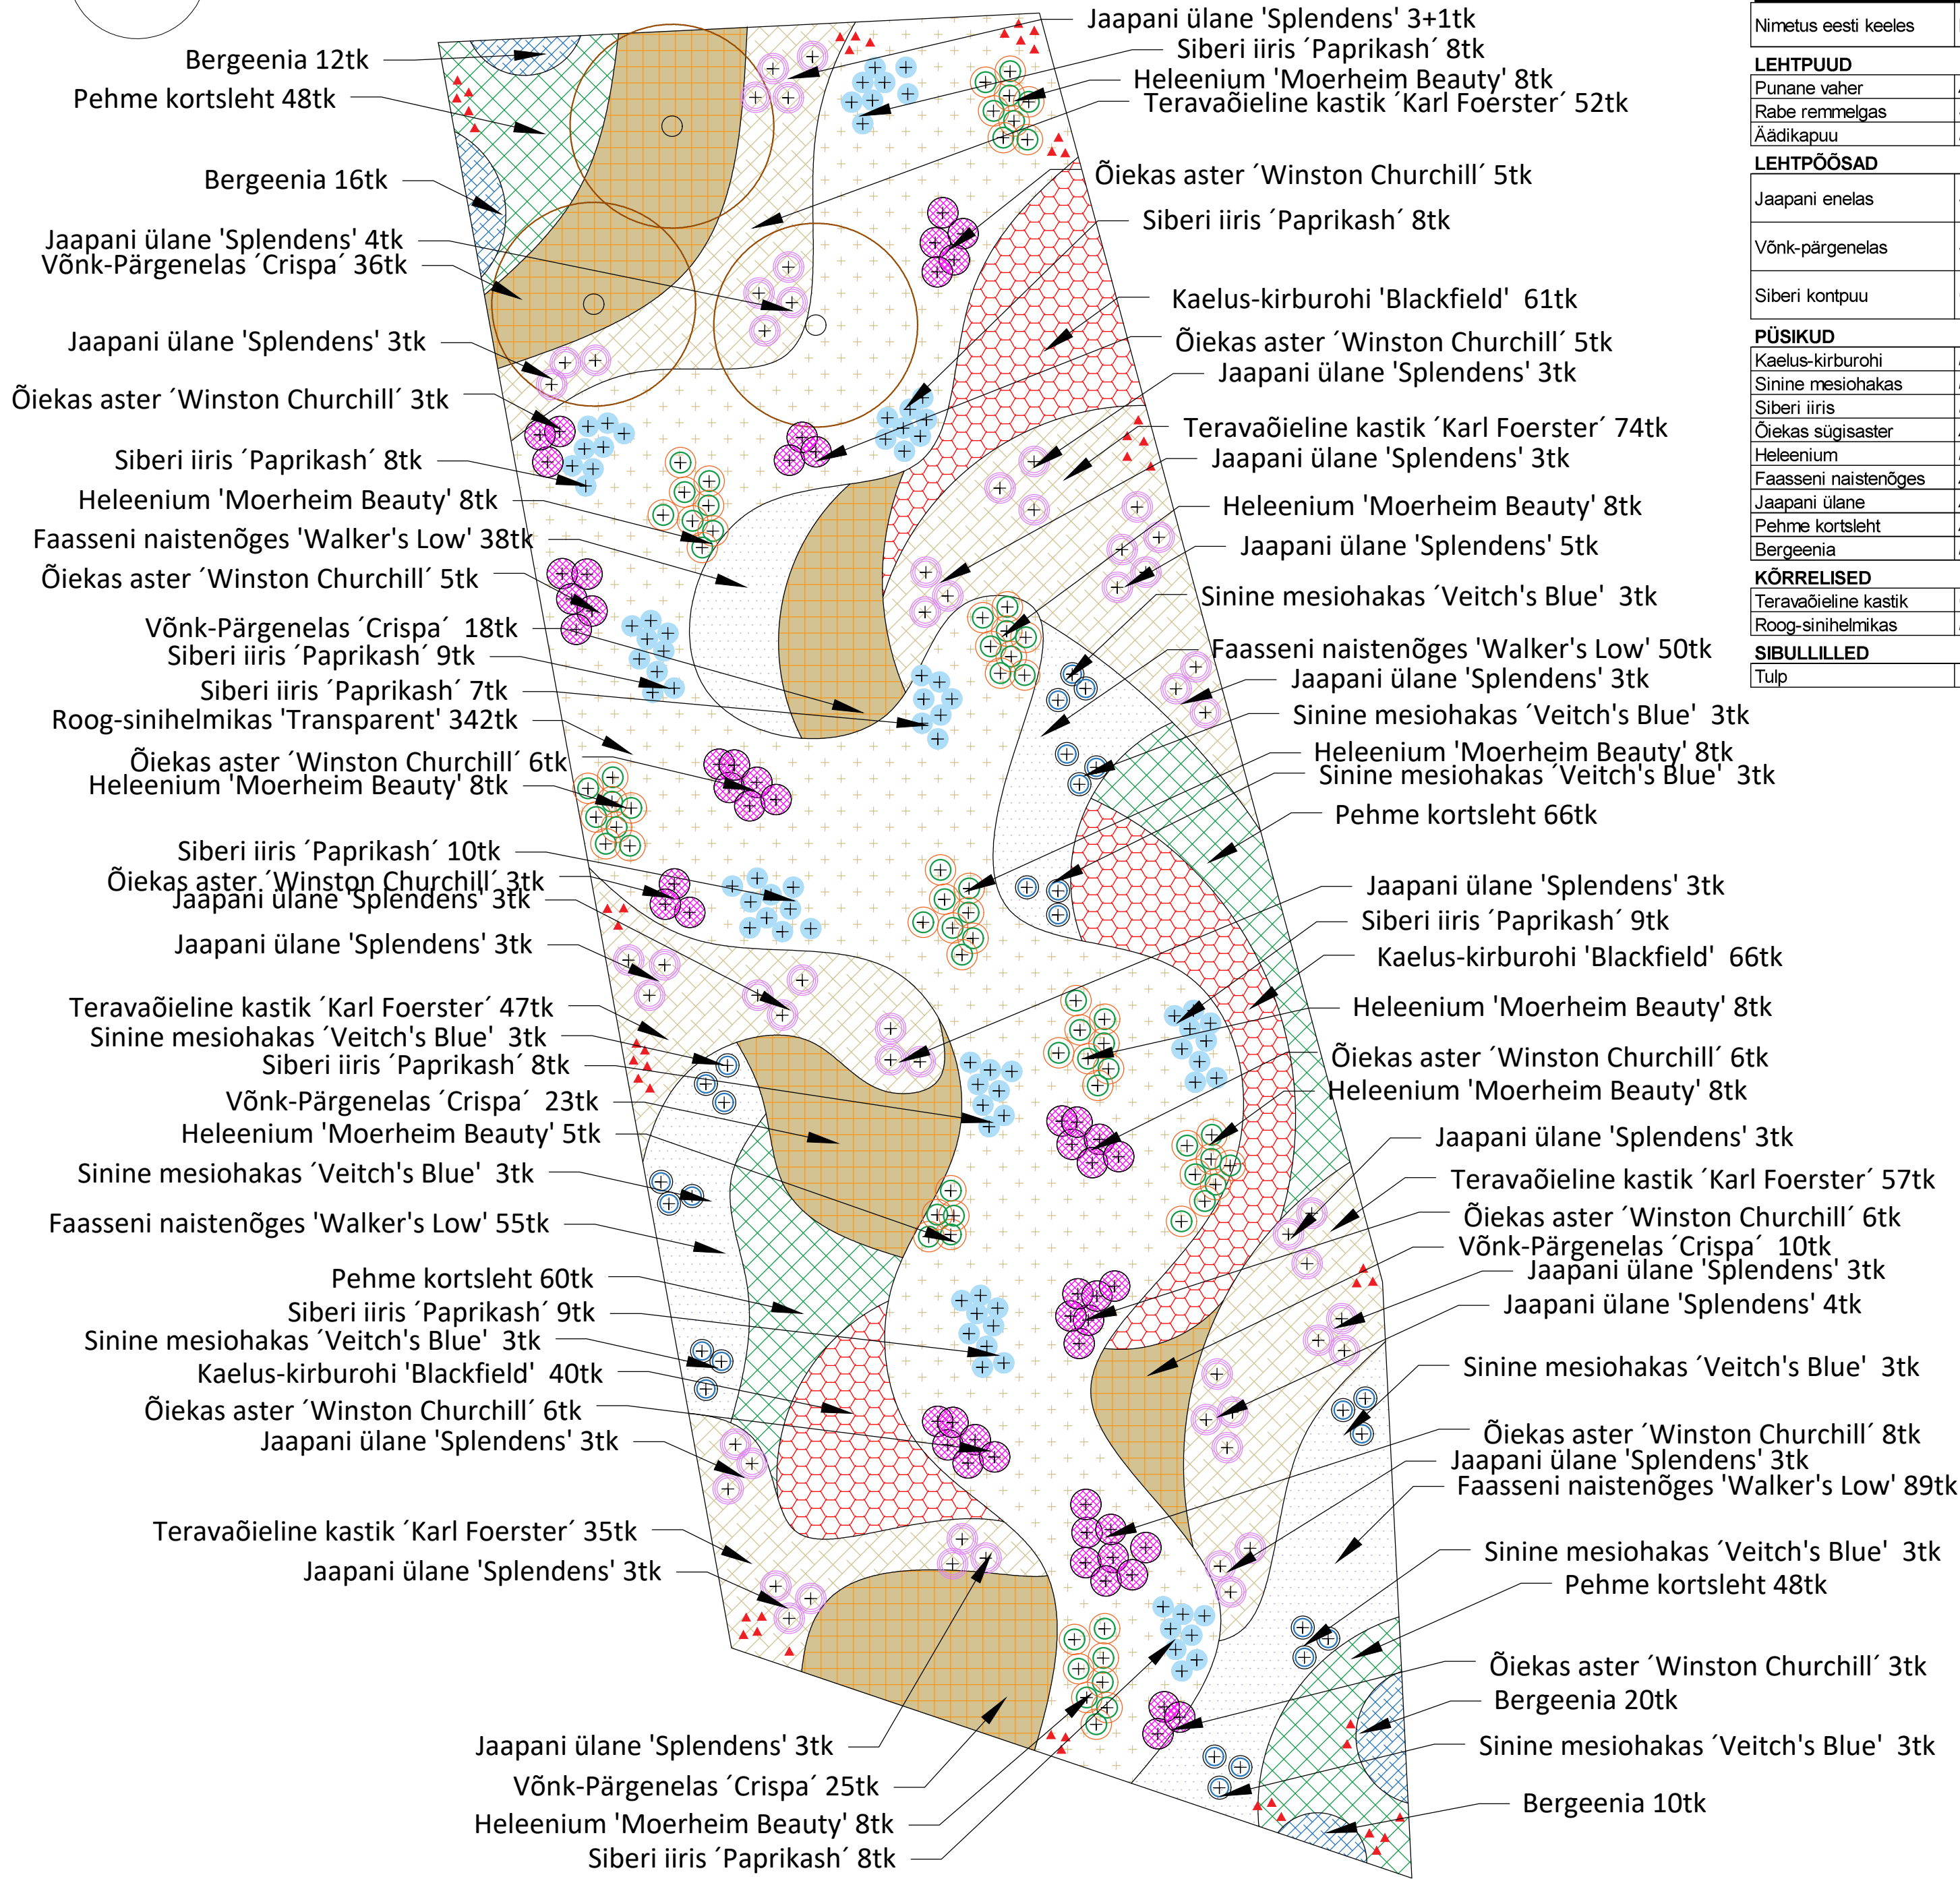 Bergeenia 12tk
Pehme kortsleht 48tk
Bergeenia 16tk
Jaapani ülane 'Splendens' 4tk
Võnk-Pärgenelas ´Crispa´ 36tk
Jaapani ülane 'Splendens' 3tk
Õiekas aster ´Winston Churchill´ 3tk
Siberi iiris ´Paprikash´ 8tk
Heleenium 'Moerheim Beauty' 8tk
Faasseni naistenõges 'Walker's Low' 38tk
Õiekas aster ´Winston Churchill´ 5tk
Võnk-Pärgenelas ´Crispa´ 18tk
Siberi iiris ´Paprikash´ 9tk
Siberi iiris ´Paprikash´ 7tk
Roog-sinihelmikas 'Transparent' 342tk
Õiekas aster ´Winston Churchill´ 6tk
Heleenium 'Moerheim Beauty' 8tk
Siberi iiris ´Paprikash´ 10tk
Õiekas aster ´Winston Churchill´ 3tk
Jaapani ülane 'Splendens' 3tk
Jaapani ülane 'Splendens' 3tk
Teravaõieline kastik ´Karl Foerster´ 47tk
Sinine mesiohakas ´Veitch's Blue´ 3tk
Siberi iiris ´Paprikash´ 8tk
Võnk-Pärgenelas ´Crispa´ 23tk
Heleenium 'Moerheim Beauty' 5tk
Sinine mesiohakas ´Veitch's Blue´ 3tk
Faasseni naistenõges 'Walker's Low' 55tk
Pehme kortsleht 60tk
Siberi iiris ´Paprikash´ 9tk
Sinine mesiohakas ´Veitch's Blue´ 3tk
Kaelus-kirburohi 'Blackfield' 40tk
Õiekas aster ´Winston Churchill´ 6tk
Jaapani ülane 'Splendens' 3tk
Teravaõieline kastik ´Karl Foerster´ 35tk
Jaapani ülane 'Splendens' 3tk
Jaapani ülane 'Splendens' 3tk
Võnk-Pärgenelas ´Crispa´ 25tk
Heleenium 'Moerheim Beauty' 8tk
Siberi iiris ´Paprikash´ 8tk
Jaapani ülane 'Splendens' 3+1tk
Siberi iiris ´Paprikash´ 8tk
Heleenium 'Moerheim Beauty' 8tk
Teravaõieline kastik ´Karl Foerster´ 52tk
Õiekas aster ´Winston Churchill´ 5tk
Siberi iiris ´Paprikash´ 8tk
Kaelus-kirburohi 'Blackfield' 61tk
Õiekas aster ´Winston Churchill´ 5tk
Jaapani ülane 'Splendens' 3tk
Teravaõieline kastik ´Karl Foerster´ 74tk
Jaapani ülane 'Splendens' 3tk
Heleenium 'Moerheim Beauty' 8tk
Jaapani ülane 'Splendens' 5tk
Sinine mesiohakas ´Veitch's Blue´ 3tk
Faasseni naistenõges 'Walker's Low' 50tk
Jaapani ülane 'Splendens' 3tk
Sinine mesiohakas ´Veitch's Blue´ 3tk
Heleenium 'Moerheim Beauty' 8tk
Sinine mesiohakas ´Veitch's Blue´ 3tk
Pehme kortsleht 66tk
Jaapani ülane 'Splendens' 3tk
Siberi iiris ´Paprikash´ 9tk
Kaelus-kirburohi 'Blackfield' 66tk
Heleenium 'Moerheim Beauty' 8tk
Õiekas aster ´Winston Churchill´ 6tk
Heleenium 'Moerheim Beauty' 8tk
Jaapani ülane 'Splendens' 3tk
Teravaõieline kastik ´Karl Foerster´ 57tk
Õiekas aster ´Winston Churchill´ 6tk
Võnk-Pärgenelas ´Crispa´ 10tk
Jaapani ülane 'Splendens' 3tk
Jaapani ülane 'Splendens' 4tk
Sinine mesiohakas ´Veitch's Blue´ 3tk
Õiekas aster ´Winston Churchill´ 8tk
Jaapani ülane 'Splendens' 3tk
Faasseni naistenõges 'Walker's Low' 89tk
Sinine mesiohakas ´Veitch's Blue´ 3tk
Pehme kortsleht 48tk
Õiekas aster ´Winston Churchill´ 3tk
Bergeenia 20tk
Sinine mesiohakas ´Veitch's Blue´ 3tk
Bergeenia 10tk
Nimetus eesti keeles
LEHTPUUD
Punane vaher
Rabe remmelgas
Äädikapuu
LEHTPÕÕSAD
Jaapani enelas
Võnk-pärgenelas
Siberi kontpuu
PÜSIKUD
Kaelus-kirburohi
Sinine mesiohakas
Siberi iiris
Õiekas sügisaster
Heleenium
Faasseni naistenõges
Jaapani ülane
Pehme kortsleht
Bergeenia
KÕRRELISED
Teravaõieline kastik
Roog-sinihelmikas
SIBULLILLED
Tulp